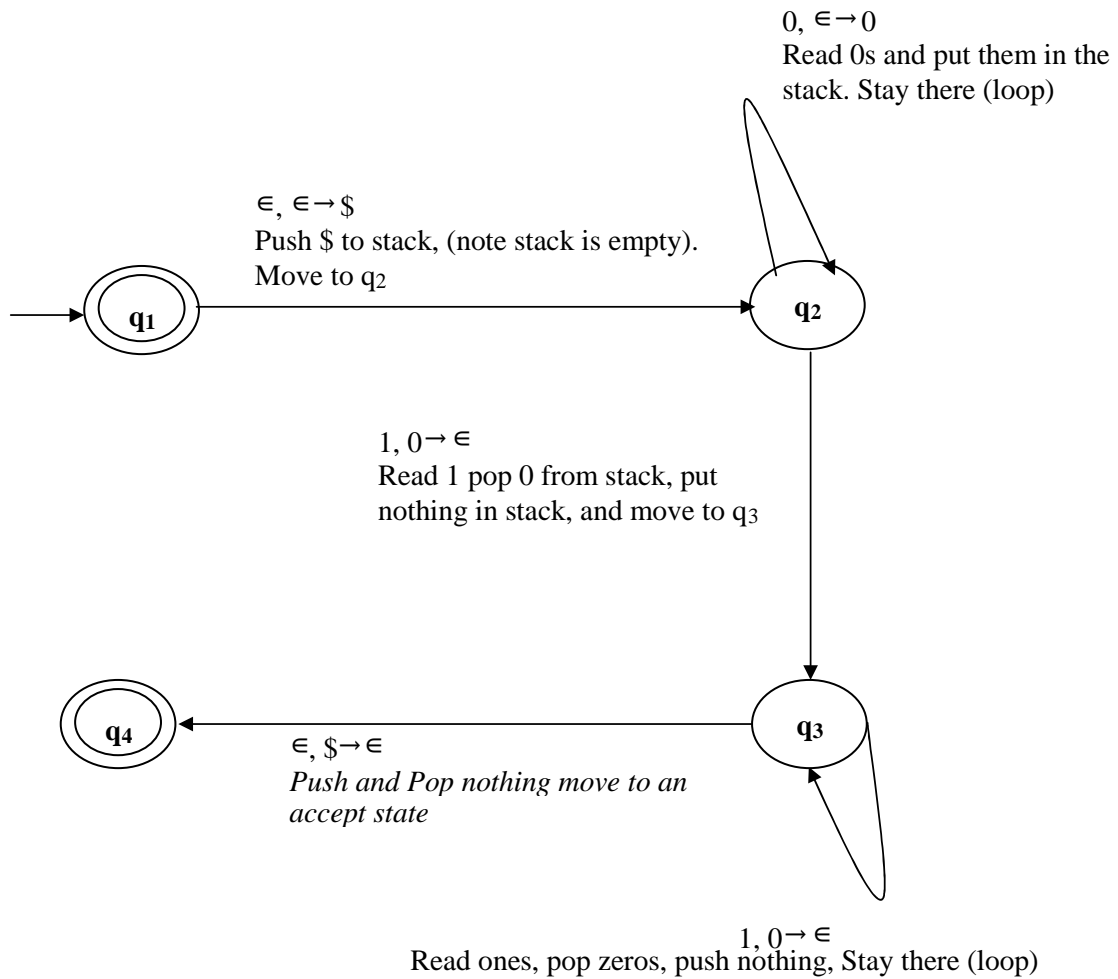 0, ∈→0
Read 0s and put them in the
stack. Stay there (loop)
∈, ∈→$
Push $ to stack, (note stack is empty).
Move to q2
q1
q2
1, 0→ ∈
Read 1 pop 0 from stack, put
nothing in stack, and move to q3
q4
q3
∈, $→ ∈
Push and Pop nothing move to an
accept state
1, 0→ ∈
Read ones, pop zeros, push nothing, Stay there (loop)